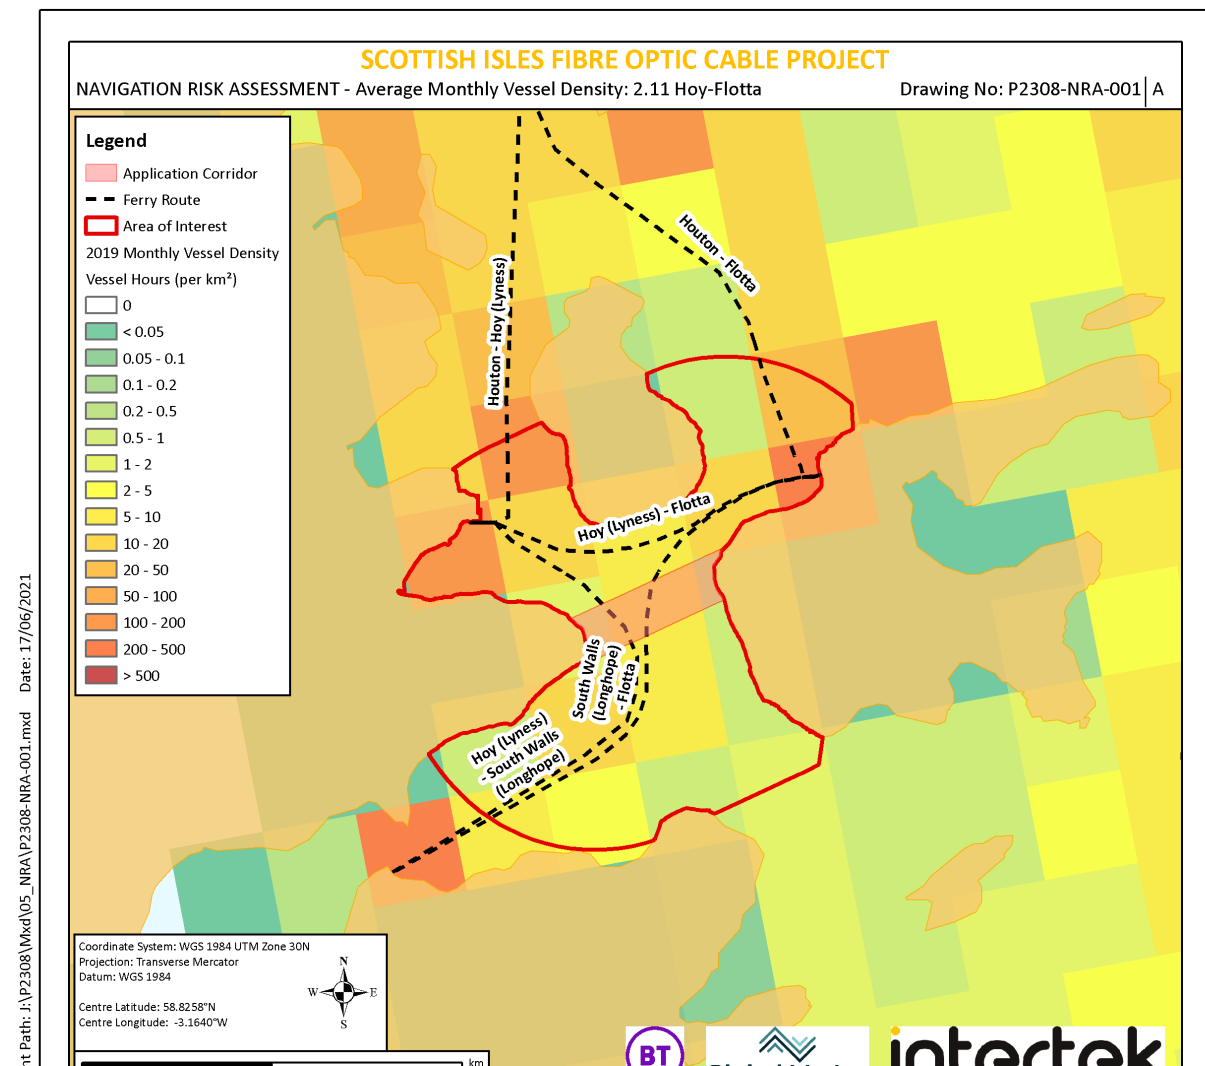 SCOTTISH ISLES FIBRE OPTIC CABLE PROJECT
NAVIGATION RISK ASSESSMENT - Average Monthly Vessel Density: 2.11 Hoy-Flotta
Drawing No: P2308-NRA-001 A
Legend
Application Corridor
Ferry Route
Area of Interest
2019 Monthly Vessel Density
Vessel Hours (per km²)
0
< 0.05
0.05 - 0.1
0.1 - 0.2
0.2 - 0.5
0.5 - 1
1 - 2
2 - 5
5 - 10
10 - 20
20 - 50
50 - 100
100 - 200
200 - 500
> 500
Houton - Hoy (Lyness)
Houton - Flotta
Hoy (Lyness) - Flotta
South Walls
(Longhope)
- Flotta
Hoy (Lyness)
- South Walls
(Longhope)
Coordinate System: WGS 1984 UTM Zone 30N
Projection: Transverse Mercator
Datum: WGS 1984
Centre Latitude: 58.8258°N
Centre Longitude: -3.1640°W
N
W E
S
km
BT
intertek
nt Path: J:\P2308\Mxd\05_NRA\P2308-NRA-001.mxd Date: 17/06/2021